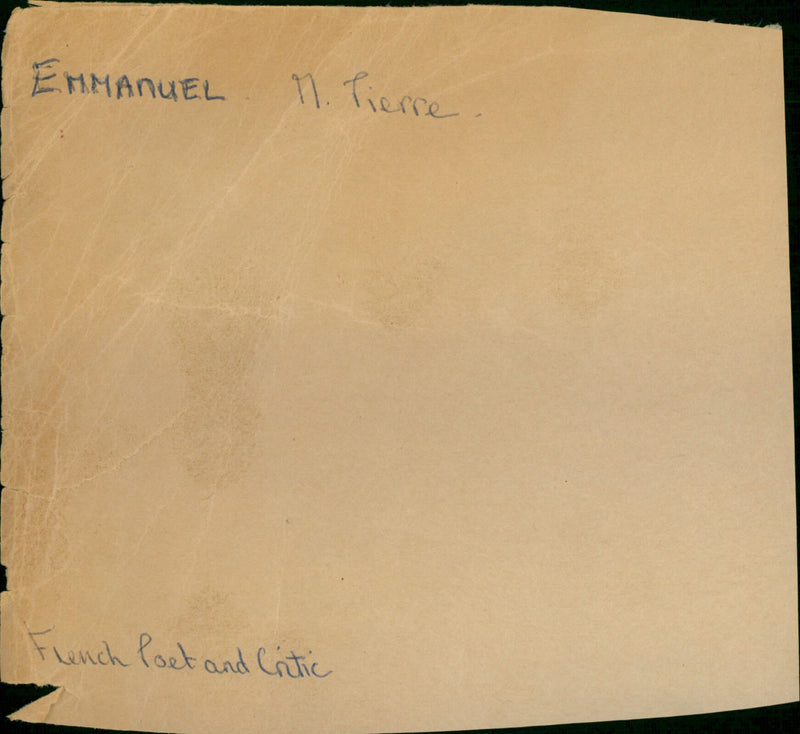 EMMANUEL. M. Pierre.
French Poet and Critic